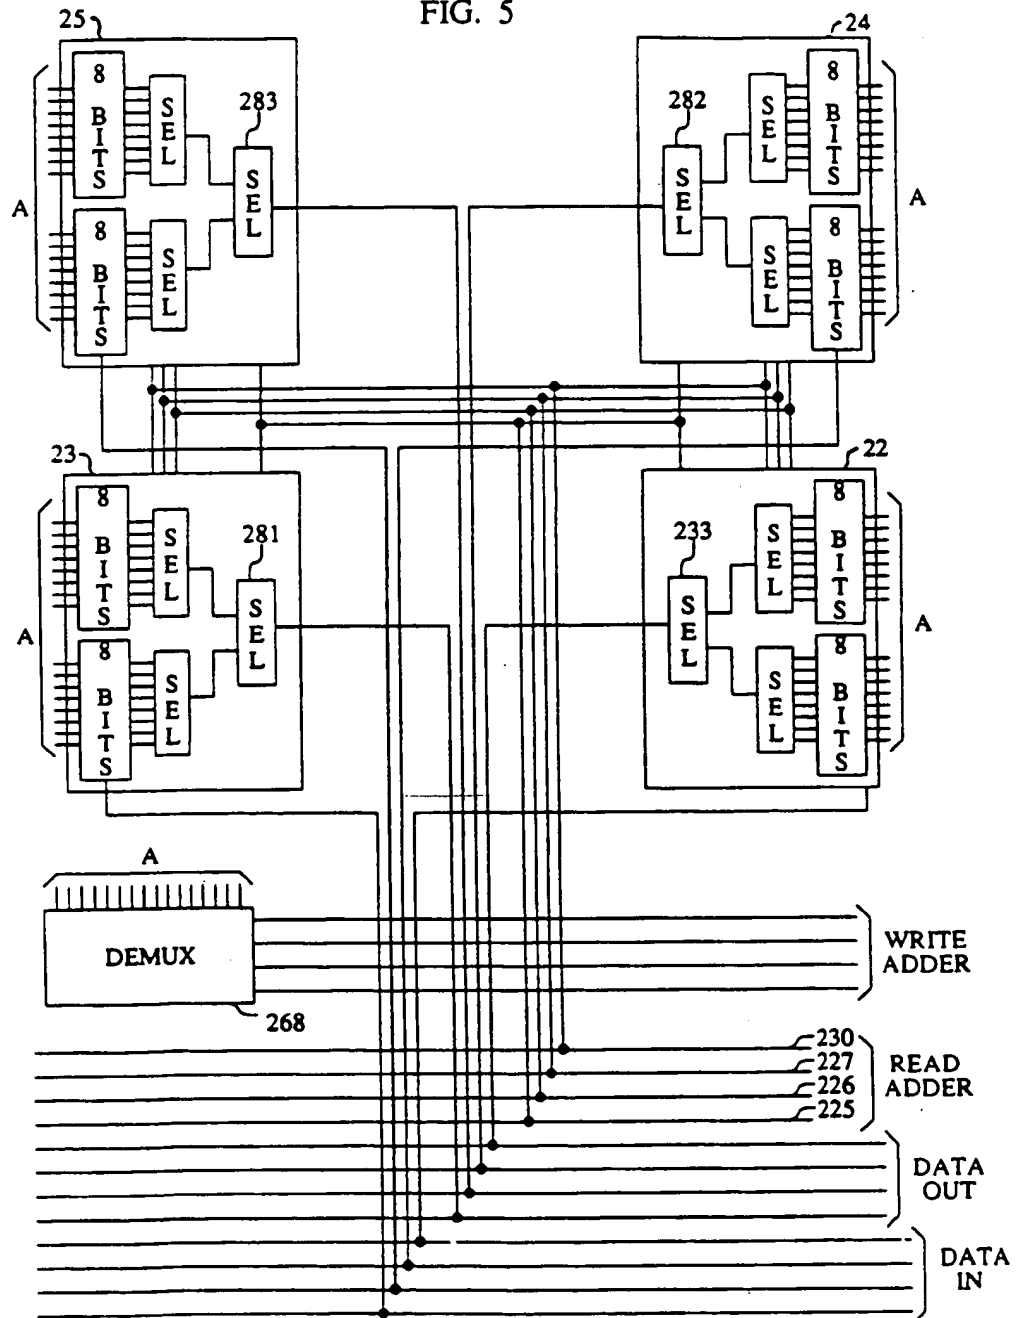 FIG. 5
25
24
8 BITS
SEL
283
SEL
A
8 BITS
SEL
282
SEL
SEL
8 BITS
A
SEL
8 BITS
23
22
8 BITS
SEL
281
SEL
A
8 BITS
SEL
233
SEL
SEL
8 BITS
A
SEL
8 BITS
A
DEMUX
268
WRITE
ADDER
230
227
226
225
READ
ADDER
DATA
OUT
DATA
IN